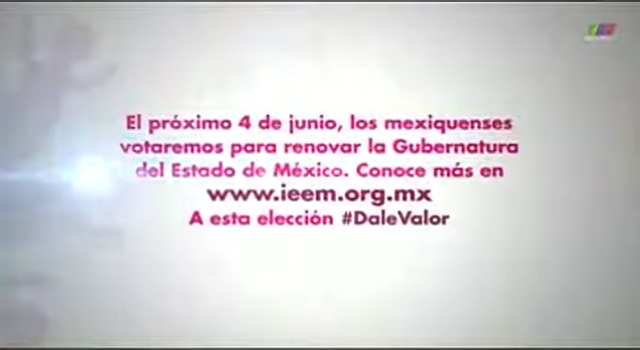 El próximo 4 de junio, los mexiquenses
votaremos para renovar la Gubernatura
del Estado de México. Conoce más en
www.ieem.org.mx
A esta elección #DaleValor